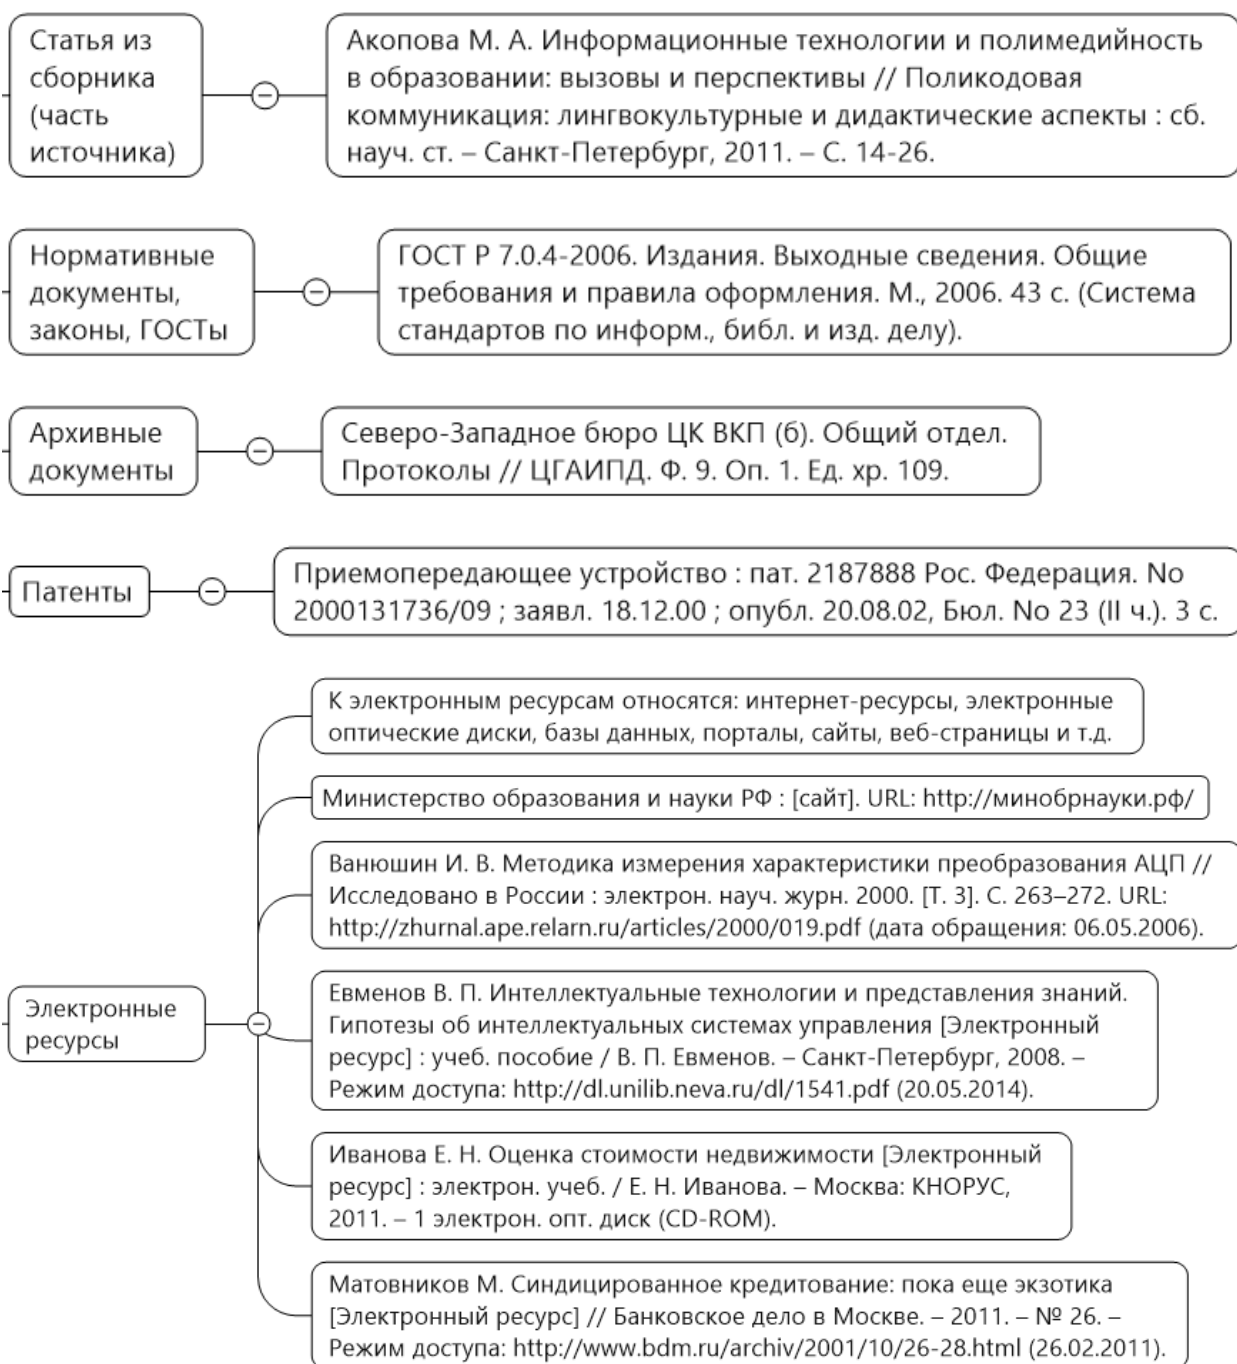 Статья из
сборника
(часть
источника)
Акопова М. А. Информационные технологии и полимедийность
в образовании: вызовы и перспективы // Поликодовая
коммуникация: лингвокультурные и дидактические аспекты : сб.
науч. ст. – Санкт-Петербург, 2011. – С. 14-26.
Нормативные
документы,
законы, ГОСТы
ГОСТ Р 7.0.4-2006. Издания. Выходные сведения. Общие
требования и правила оформления. М., 2006. 43 с. (Система
стандартов по информ., библ. и изд. делу).
Архивные
документы
Северо-Западное бюро ЦК ВКП (б). Общий отдел.
Протоколы // ЦГАИПД. Ф. 9. Оп. 1. Ед. хр. 109.
Патенты
Приемопередающее устройство : пат. 2187888 Рос. Федерация. No
2000131736/09 ; заявл. 18.12.00 ; опубл. 20.08.02, Бюл. No 23 (II ч.). 3 с.
Электронные
ресурсы
К электронным ресурсам относятся: интернет-ресурсы, электронные
оптические диски, базы данных, порталы, сайты, веб-страницы и т.д.
Министерство образования и науки РФ : [сайт]. URL: http://минобрнауки.рф/
Ванюшин И. В. Методика измерения характеристики преобразования АЦП //
Исследовано в России : электрон. науч. журн. 2000. [Т. 3]. С. 263–272. URL:
http://zhurnal.ape.relarn.ru/articles/2000/019.pdf (дата обращения: 06.05.2006).
Евменов В. П. Интеллектуальные технологии и представления знаний.
Гипотезы об интеллектуальных системах управления [Электронный
ресурс] : учеб. пособие / В. П. Евменов. – Санкт-Петербург, 2008. –
Режим доступа: http://dl.unilib.neva.ru/dl/1541.pdf (20.05.2014).
Иванова Е. Н. Оценка стоимости недвижимости [Электронный
ресурс] : электрон. учеб. / Е. Н. Иванова. – Москва: КНОРУС,
2011. – 1 электрон. опт. диск (CD-ROM).
Матовников М. Синдицированное кредитование: пока еще экзотика
[Электронный ресурс] // Банковское дело в Москве. – 2011. – № 26. –
Режим доступа: http://www.bdm.ru/archiv/2001/10/26-28.html (26.02.2011).